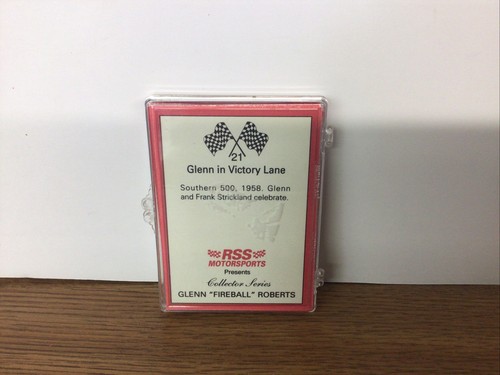 21
Glenn in Victory Lane
Southern 500, 1958. Glenn
and Frank Strickland celebrate.
RSS
MOTORSPORTS
Presents
Collector Series
GLENN "FIREBALL" ROBERTS